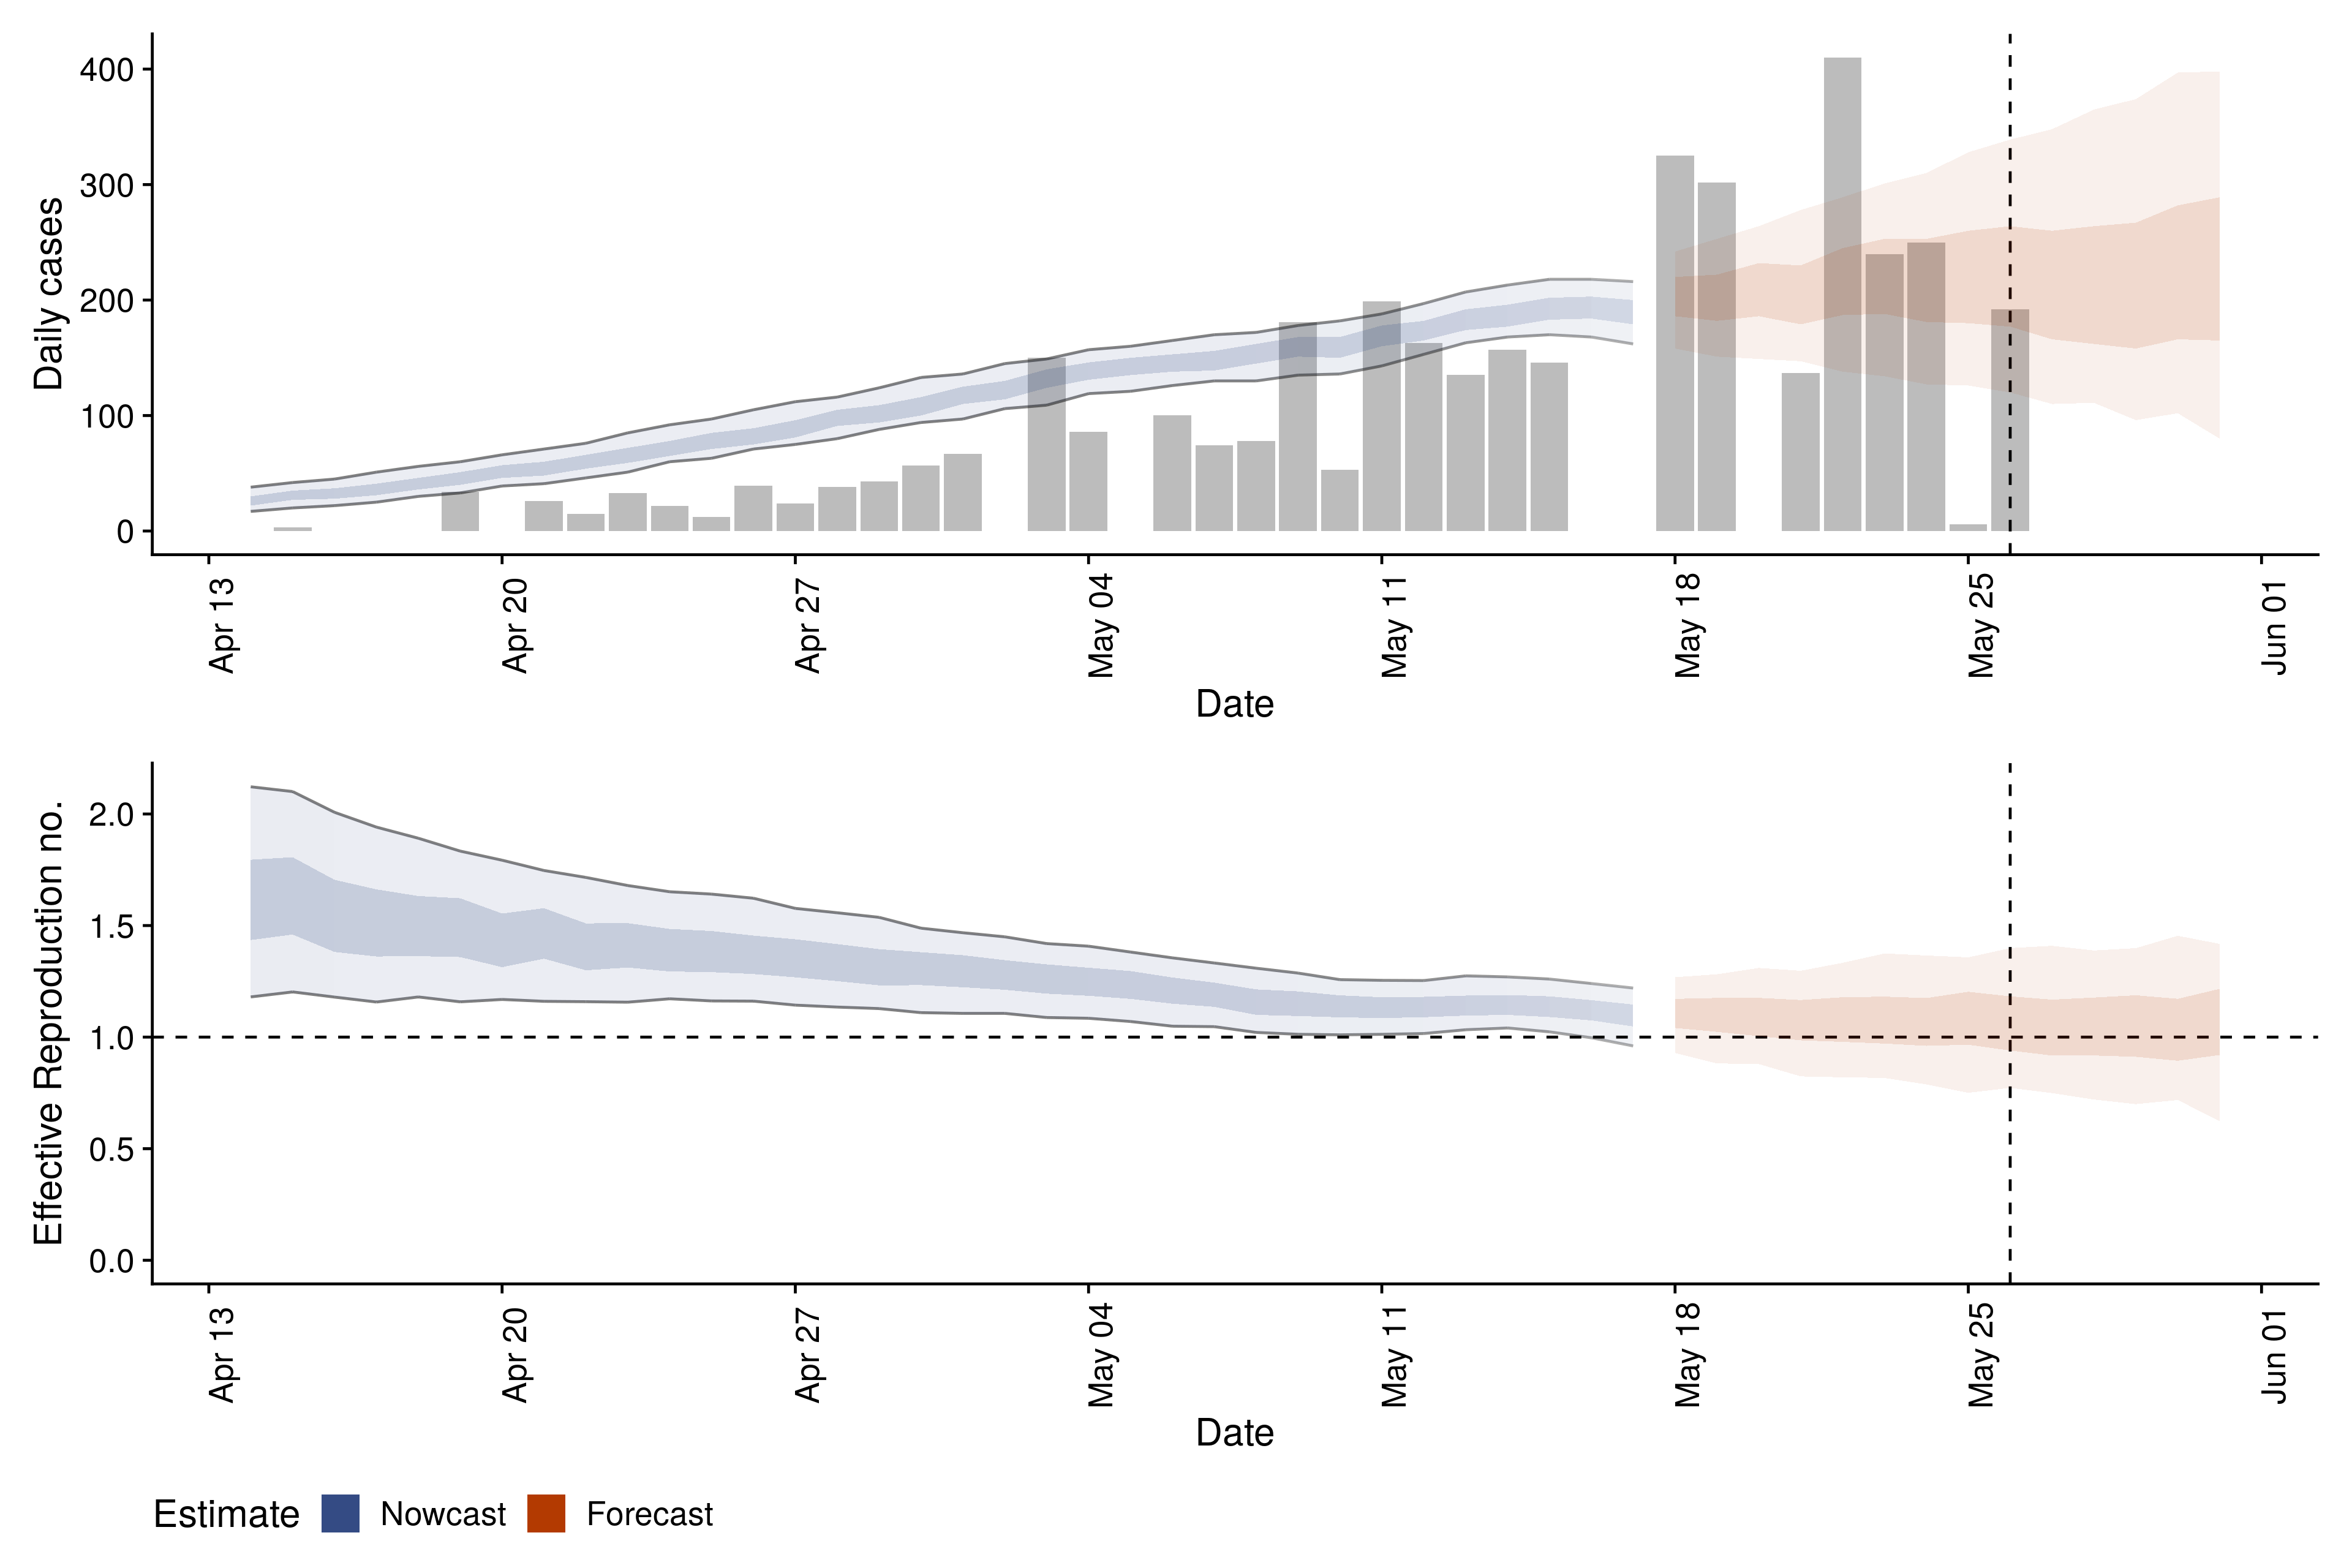 Daily cases
400
300
200
100
0
Apr 13
Apr 20
Apr 27
May 04
May 11
May 18
May 25
Jun 01
Date
Effective Reproduction no.
2.0
1.5
1.0
0.5
0.0
Apr 13
Apr 20
Apr 27
May 04
May 11
May 18
May 25
Jun 01
Date
Estimate Nowcast Forecast